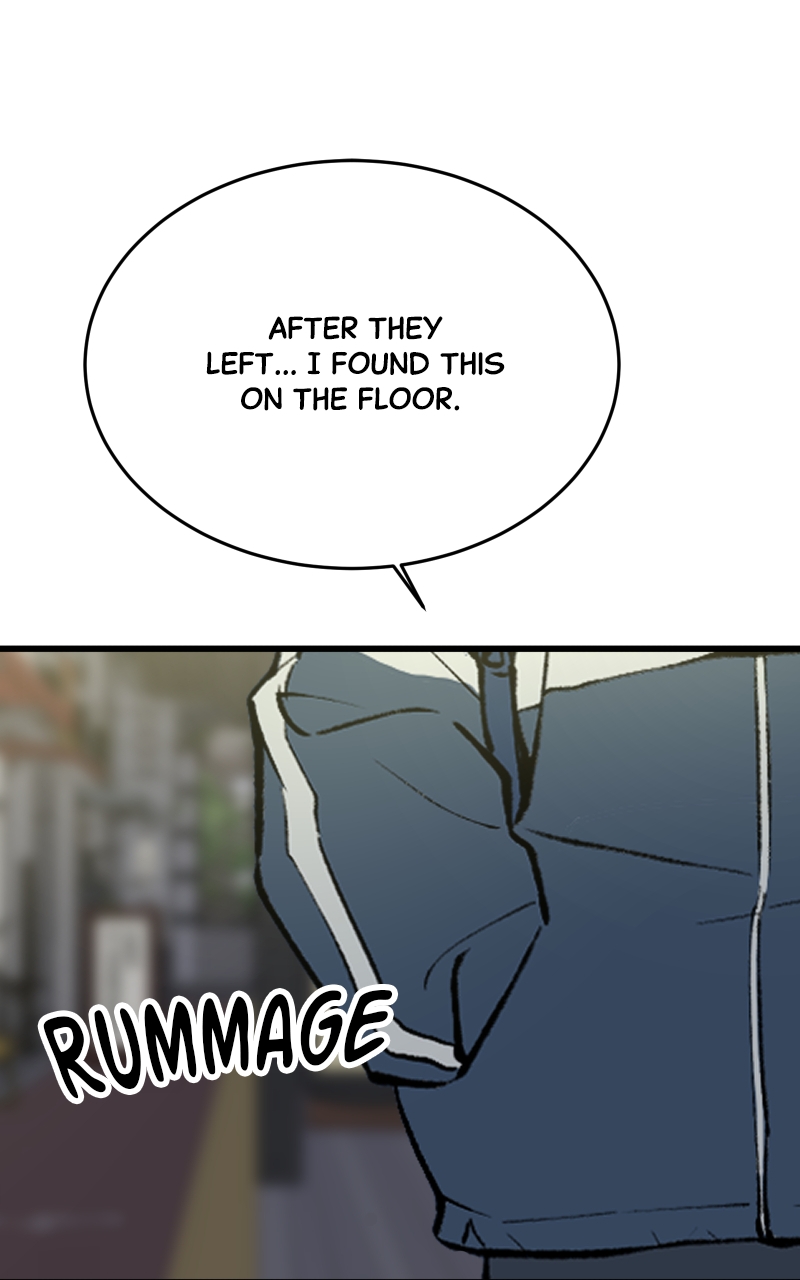 AFTER THEY
LEFT... I FOUND THIS
ON THE FLOOR.
RUMMAGE